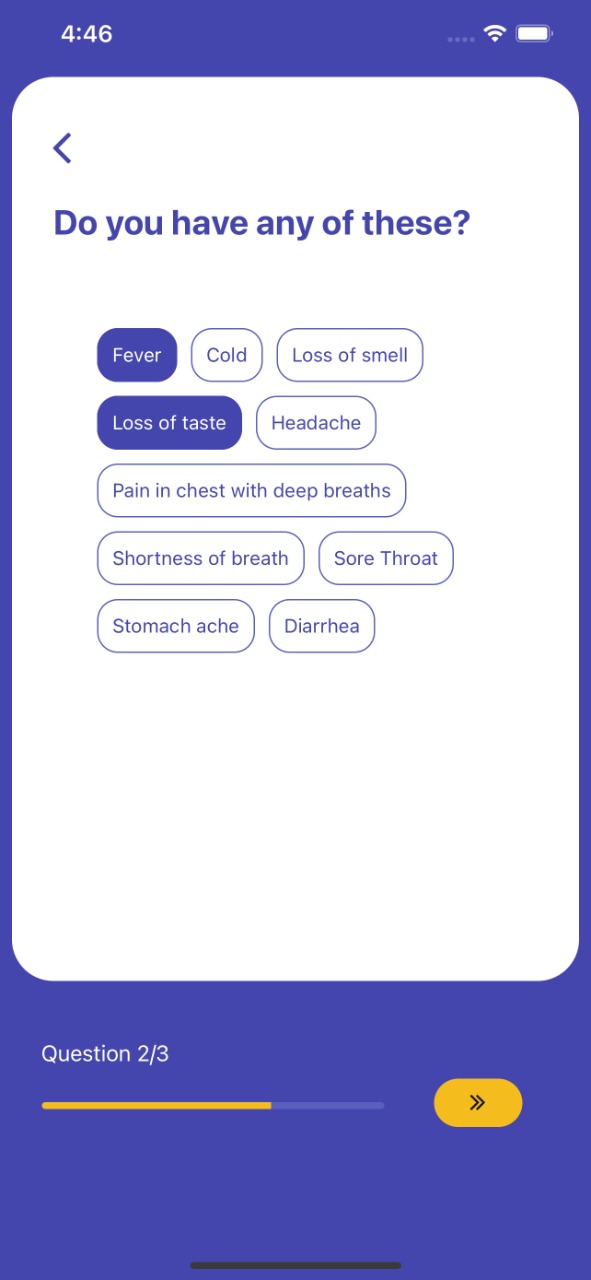 4:46
Do you have any of these?
Fever Cold Loss of smell
Loss of taste Headache
Pain in chest with deep breaths
Shortness of breath Sore Throat
Stomach ache Diarrhea
Question 2/3